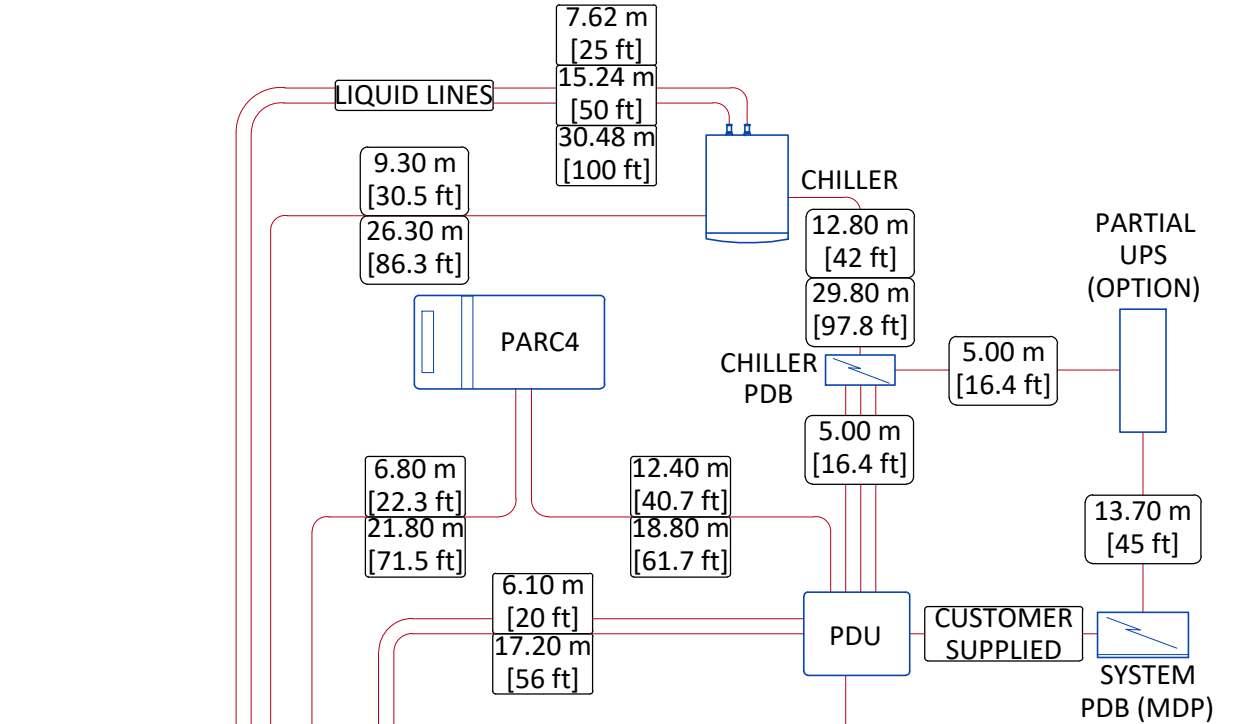 7.62 m
[25 ft]
15.24 m
[50 ft]
30.48 m
[100 ft]
LIQUID LINES
9.30 m
[30.5 ft]
26.30 m
[86.3 ft]
CHILLER
12.80 m
[42 ft]
29.80 m
[97.8 ft]
PARTIAL
UPS
(OPTION)
PARC4
CHILLER
PDB
5.00 m
[16.4 ft]
5.00 m
[16.4 ft]
6.80 m
[22.3 ft]
21.80 m
[71.5 ft]
12.40 m
[40.7 ft]
18.80 m
[61.7 ft]
13.70 m
[45 ft]
6.10 m
[20 ft]
17.20 m
[56 ft]
PDU
CUSTOMER
SUPPLIED
SYSTEM
PDB (MDP)